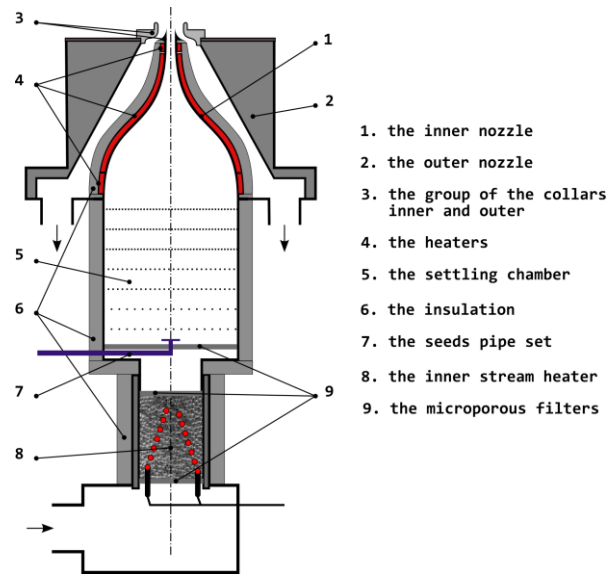 3
1
4
2
5
6
7
9
8
1. the inner nozzle
2. the outer nozzle
3. the group of the collars
inner and outer
4. the heaters
5. the settling chamber
6. the insulation
7. the seeds pipe set
8. the inner stream heater
9. the microporous filters